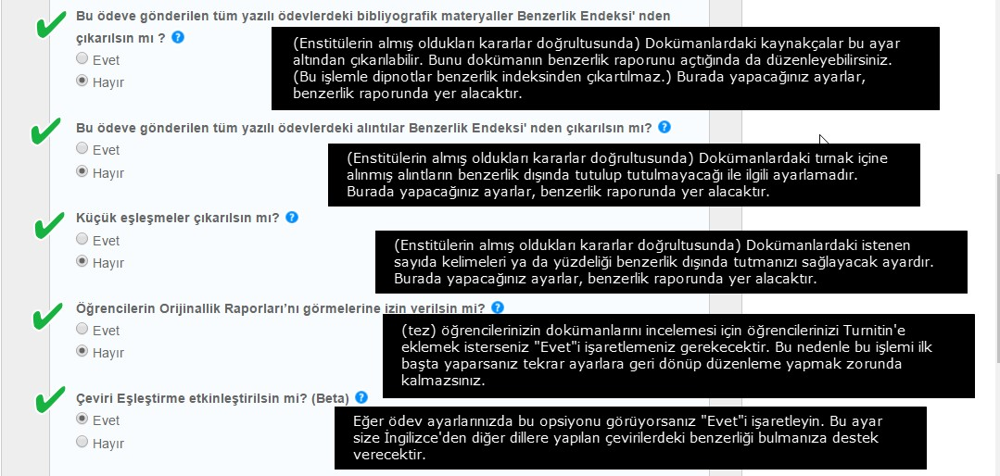 Bu ödeve gönderilen tüm yazılı ödevlerdeki bibliyografik materyaller Benzerlik Endeksi' nden
çıkarılsın mı ? ?
Evet
Hayır
(Enstitülerin almış oldukları kararlar doğrultusunda) Dokümanlardaki kaynakçalar bu ayar
altından çıkarılabilir. Bunu dokümanın benzerlik raporunu açtığında da düzenleyebilirsiniz.
(Bu işlemle dipnotlar benzerlik indeksinden çıkartılmaz.) Burada yapacağınız ayarlar,
benzerlik raporunda yer alacaktır.
Bu ödeve gönderilen tüm yazılı ödevlerdeki alıntılar Benzerlik Endeksi' nden çıkarılsın mı? ?
Evet
Hayır
(Enstitülerin almış oldukları kararlar doğrultusunda) Dokümanlardaki tırnak içine
alınmış alıntların benzerlik dışında tutulup tutulmayacağı ile ilgili ayarlamadır.
Burada yapacağınız ayarlar, benzerlik raporunda yer alacaktır.
Küçük eşleşmeler çıkarılsın mı? ?
Evet
Hayır
(Enstitülerin almış oldukları kararlar doğrultusunda) Dokümanlardaki istenen
sayıda kelimeleri ya da yüzdeliği benzerlik dışında tutmanızı sağlayacak ayardır.
Burada yapacağınız ayarlar, benzerlik raporunda yer alacaktır.
Öğrencilerin Orijinallik Raporları'nı görmelerine izin verilsin mi? ?
Evet
Hayır
(tez) öğrencilerinizin dokümanlarını incelemesi için öğrencilerinizi Turnitin'e
eklemek isterseniz "Evet"i işaretlemeniz gerekecektir. Bu nedenle bu işlemi ilk
başta yaparsanız tekrar ayarlara geri dönüp düzenleme yapmak zorunda
kalmazsınız.
Çeviri Eşleştirme etkinleştirilsin mi? (Beta) ?
Evet
Hayır
Eğer ödev ayarlarınızda bu opsiyonu görüyorsanız "Evet"i işaretleyin. Bu ayar
size İngilizce'den diğer dillere yapılan çevirilerdeki benzerliği bulmanıza destek
verecektir.